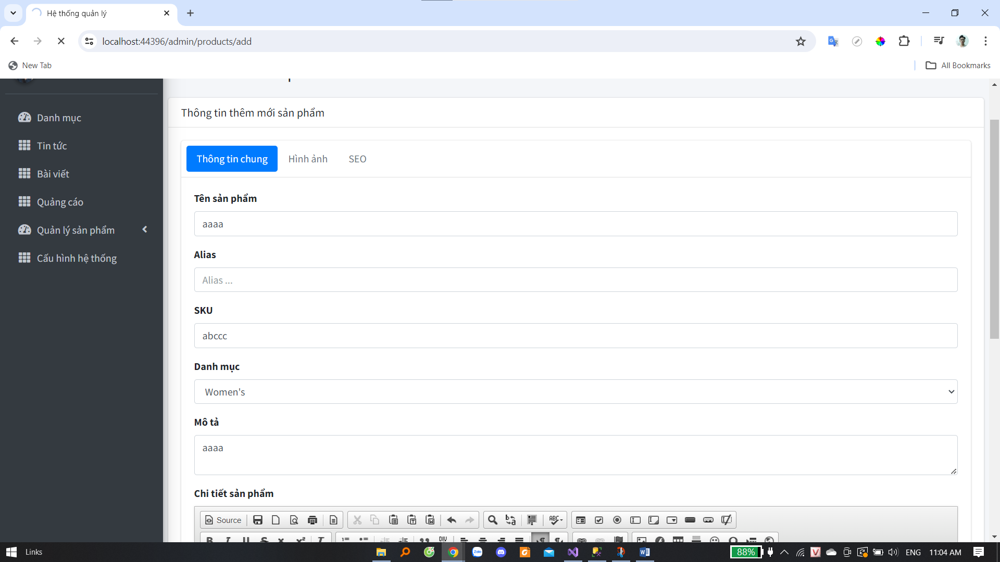 Hệ thống quản lý
localhost:44396/admin/products/add
New Tab
All Bookmarks
Danh mục
Tin tức
Bài viết
Quảng cáo
Quản lý sản phẩm
Cấu hình hệ thống
Thông tin thêm mới sản phẩm
Thông tin chung Hình ảnh SEO
Tên sản phẩm
aaaa
Alias
Alias ...
SKU
abccc
Danh mục
Women's
Mô tả
aaaa
Chi tiết sản phẩm
Source
Links
88% ENG 11:04 AM